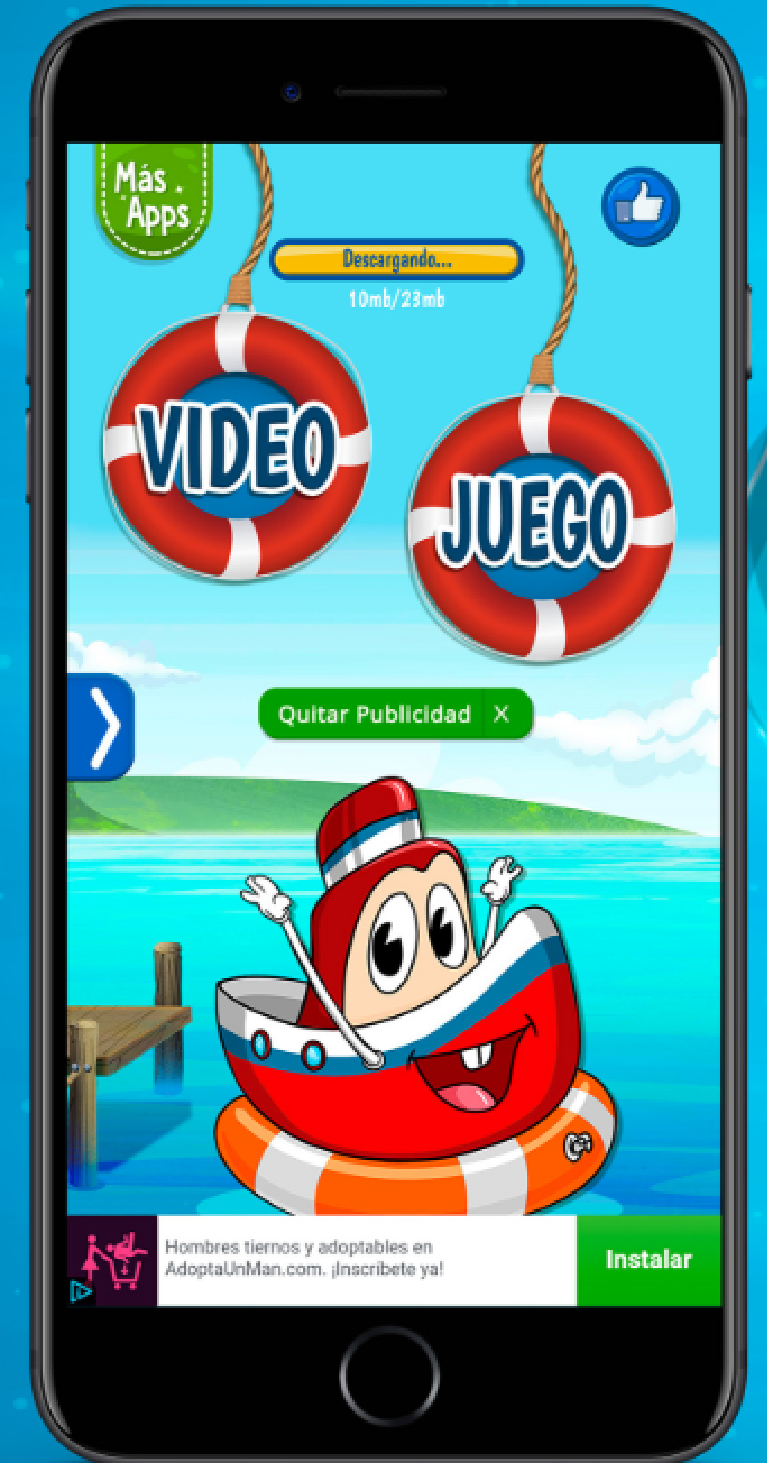 Más
Apps
Descargando...
10mb/23mb
VIDEO
JUEGO
Quitar Publicidad X
Hombres tiernos y adoptables en
AdoptaUnMan.com. ¡Inscríbete ya!
Instalar